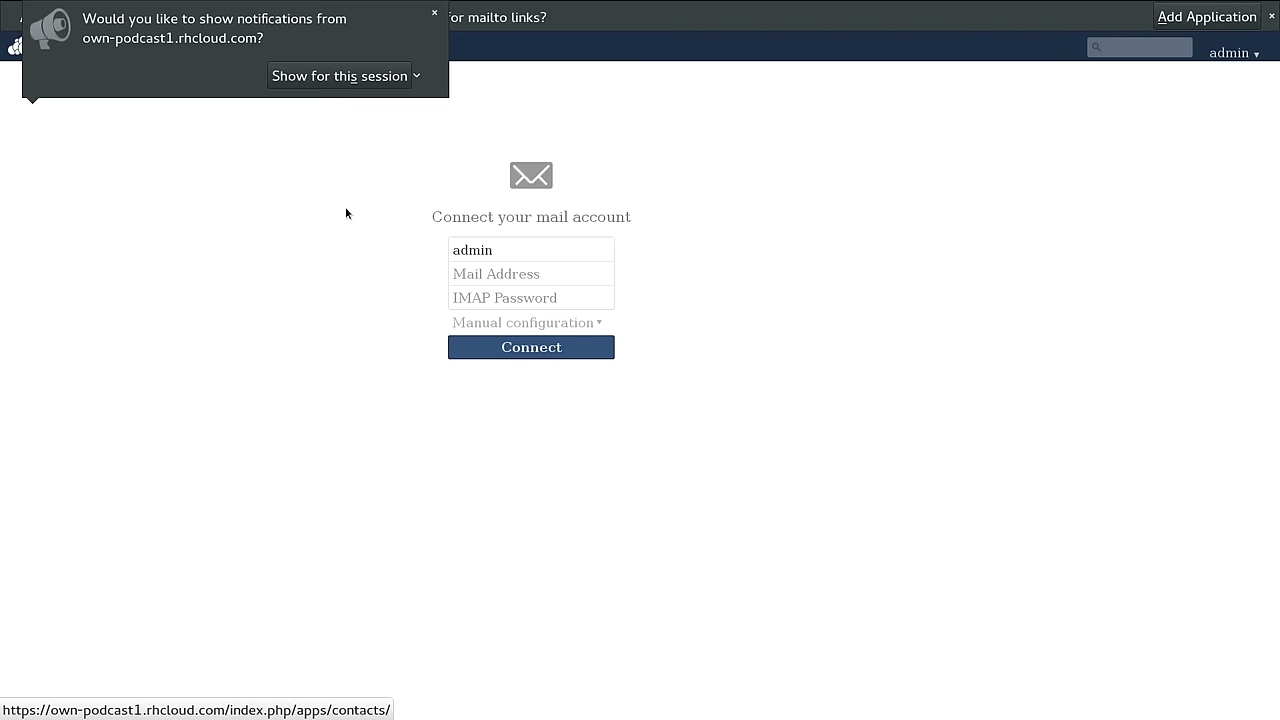 Would you like to show notifications from
own-podcast1.rhcloud.com?
Show for this session
for mailto links?
Add Application
×
admin
Connect your mail account
admin
Mail Address
IMAP Password
Manual configuration
Connect
https://own-podcast1.rhcloud.com/index.php/apps/contacts/